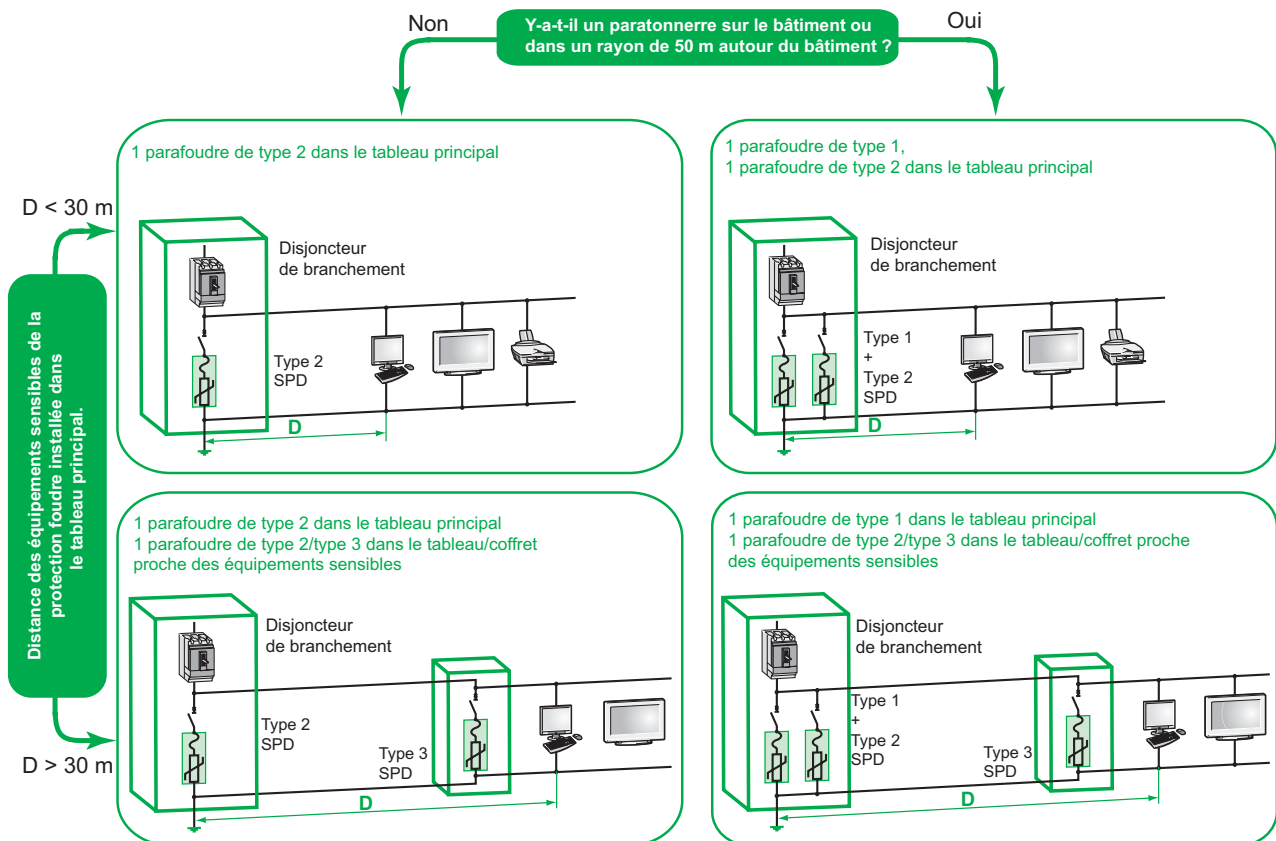 Non
Y-a-t-il un paratonnerre sur le bâtiment ou
dans un rayon de 50 m autour du bâtiment ?
Oui
1 parafoudre de type 2 dans le tableau principal
D < 30 m
Disjoncteur
de branchement
Type 2
SPD
D
1 parafoudre de type 1,
1 parafoudre de type 2 dans le tableau principal
Disjoncteur
de branchement
Type 1
+
Type 2
SPD
D
Distance des équipements sensibles de la
protection foudre installée dans
le tableau principal.
1 parafoudre de type 2 dans le tableau principal
1 parafoudre de type 2/type 3 dans le tableau/coffret
proche des équipements sensibles
Disjoncteur
de branchement
Type 2
SPD
Type 3
SPD
D
D > 30 m
1 parafoudre de type 1 dans le tableau principal
1 parafoudre de type 2/type 3 dans le tableau/coffret proche
des équipements sensibles
Disjoncteur
de branchement
Type 1
+
Type 2
SPD
Type 3
SPD
D